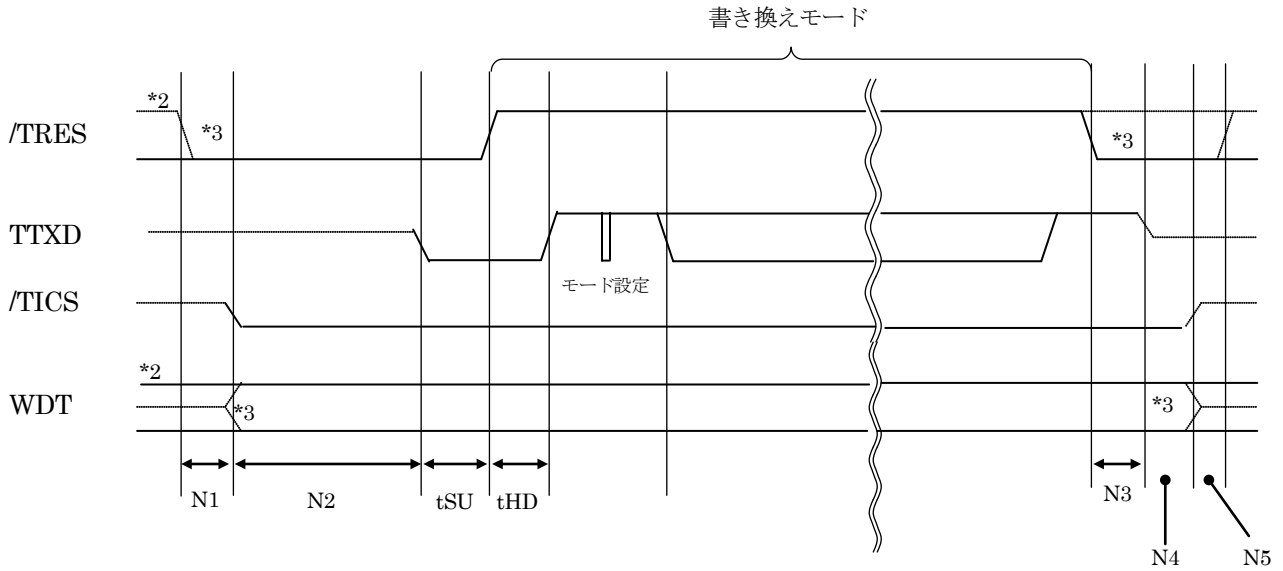 書き換えモード
*2
/TRES
*3
*3
TTXD
モード設定
/TICS
*2
WDT
*3
*3
N1
N2
tSU
tHD
N3
N4
N5